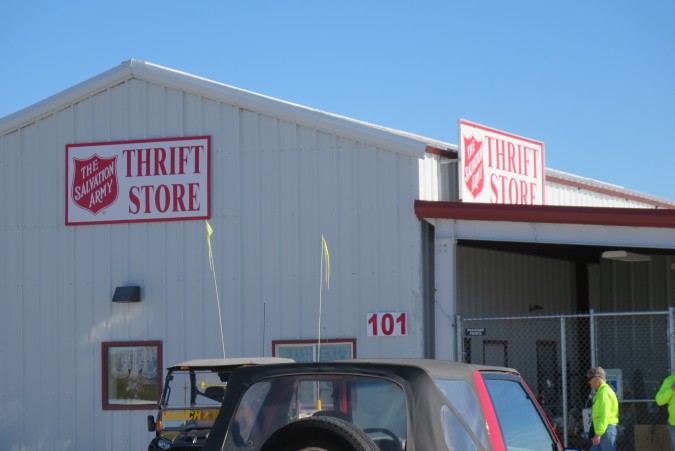 THE
SALVATION
ARMY
THRIFT
STORE
THE
SALVATION
ARMY
THRIFT
STORE
101